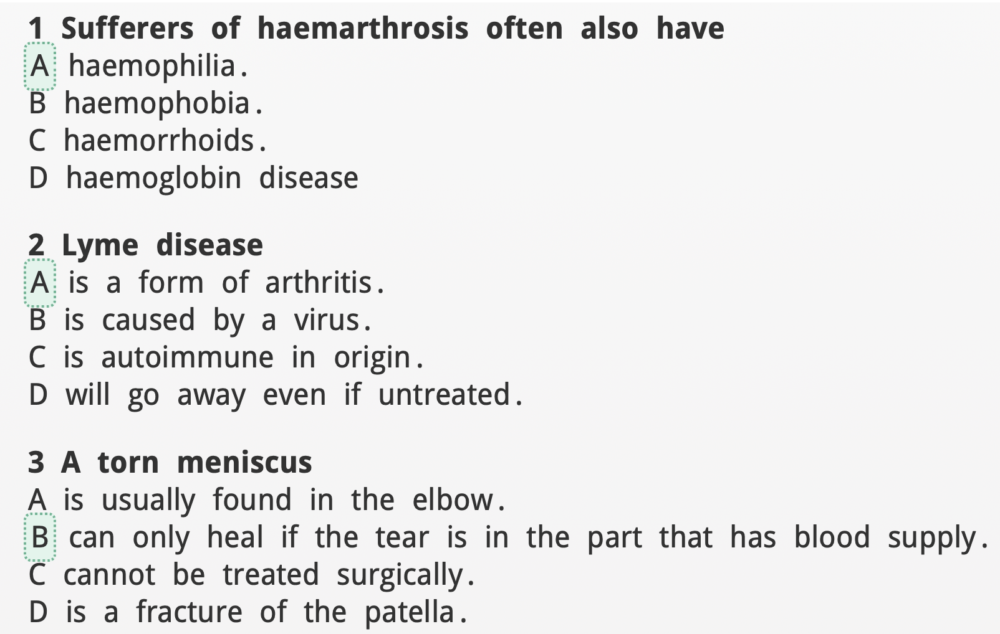 1 Sufferers of haemarthrosis often also have
A haemophilia.
B haemophobia.
C haemorrhoids.
D haemoglobin disease
2 Lyme disease
A is a form of arthritis.
B is caused by a virus.
C is autoimmune in origin.
D will go away even if untreated.
3 A torn meniscus
A is usually found in the elbow.
B can only heal if the tear is in the part that has blood supply.
C cannot be treated surgically.
D is a fracture of the patella.